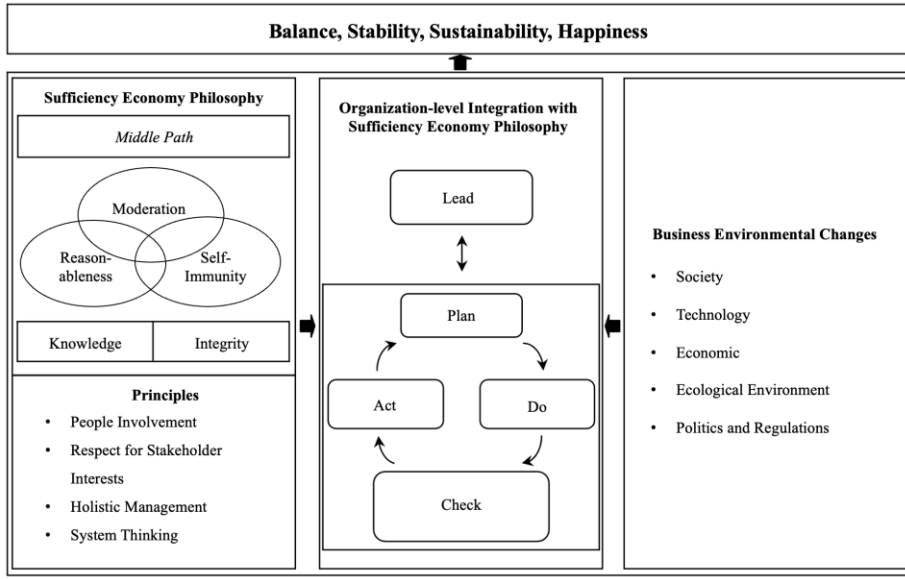 Balance, Stability, Sustainability, Happiness
Sufficiency Economy Philosophy
Middle Path
Moderation
Reason-
ableness
Self-
Immunity
Knowledge
Integrity
Principles
• People Involvement
• Respect for Stakeholder
Interests
• Holistic Management
• System Thinking
Organization-level Integration with
Sufficiency Economy Philosophy
Lead
Plan
Act
Do
Check
Business Environmental Changes
• Society
• Technology
• Economic
• Ecological Environment
• Politics and Regulations